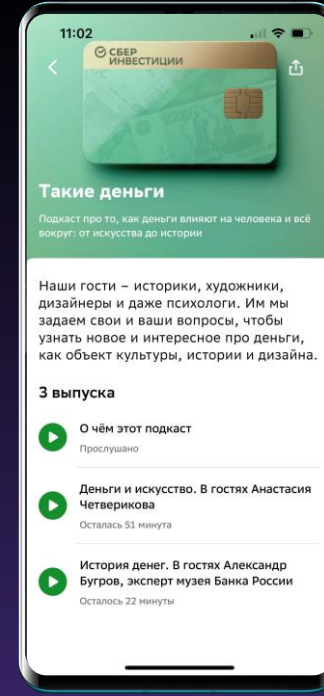 11:02
СБЕР
ИНВЕСТИЦИИ
Такие деньги
Подкаст про то, как деньги влияют на человека и всё
вокруг: от искусства до истории
Наши гости – историки, художники,
дизайнеры и даже психологи. Им мы
задаем свои и ваши вопросы, чтобы
узнать новое и интересное про деньги,
как объект культуры, истории и дизайна.
3 выпуска
О чём этот подкаст
Прослушано
Деньги и искусство. В гостях Анастасия
Четверикова
Осталась 51 минута
История денег. В гостях Александр
Бугров, эксперт музея Банка России
Осталось 22 минуты